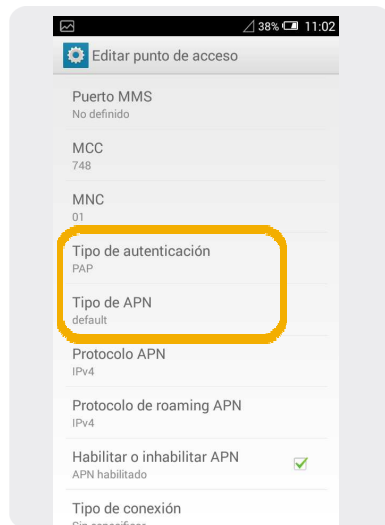 38% 11:02
Editar punto de acceso
Puerto MMS
No definido
MCC
748
MNC
01
Tipo de autenticación
PAP
Tipo de APN
default
Protocolo APN
IPv4
Protocolo de roaming APN
IPv4
Habilitar o inhabilitar APN
APN habilitado
Tipo de conexión
Sin especificar